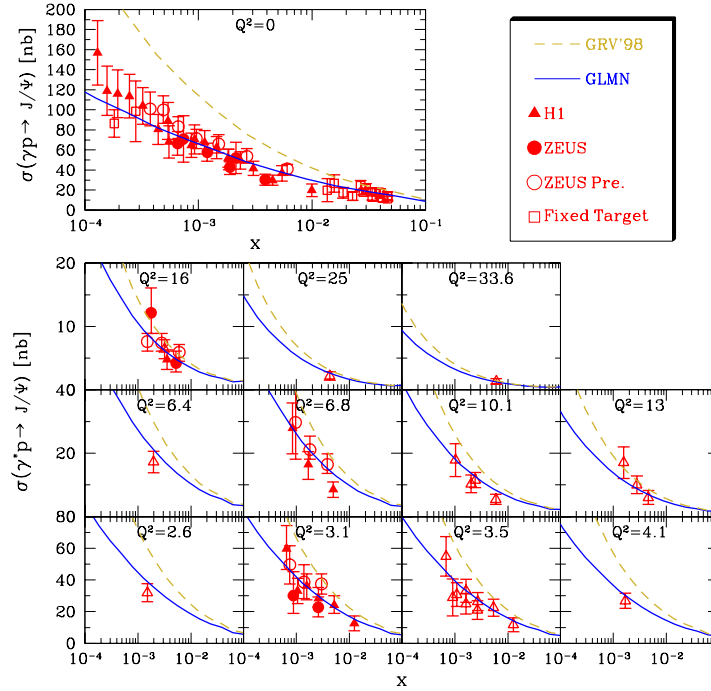 Q²=0
σ(γp→ J/Ψ) [nb]
200
180
160
140
120
100
80
60
40
20
0
10⁻⁴
10⁻³
10⁻²
10⁻¹
x
GRV'98
GLMN
H1
ZEUS
ZEUS Pre.
Fixed Target
σ(γ*p→ J/Ψ) [nb]
20
10
Q²=16
Q²=25
Q²=33.6
40
20
Q²=6.4
Q²=6.8
Q²=10.1
Q²=13
80
60
40
20
0
Q²=2.6
Q²=3.1
Q²=3.5
Q²=4.1
10⁻⁴ 10⁻³ 10⁻² 10⁻⁴ 10⁻³ 10⁻² 10⁻⁴ 10⁻³ 10⁻² 10⁻⁴ 10⁻³ 10⁻² 10⁻¹
x